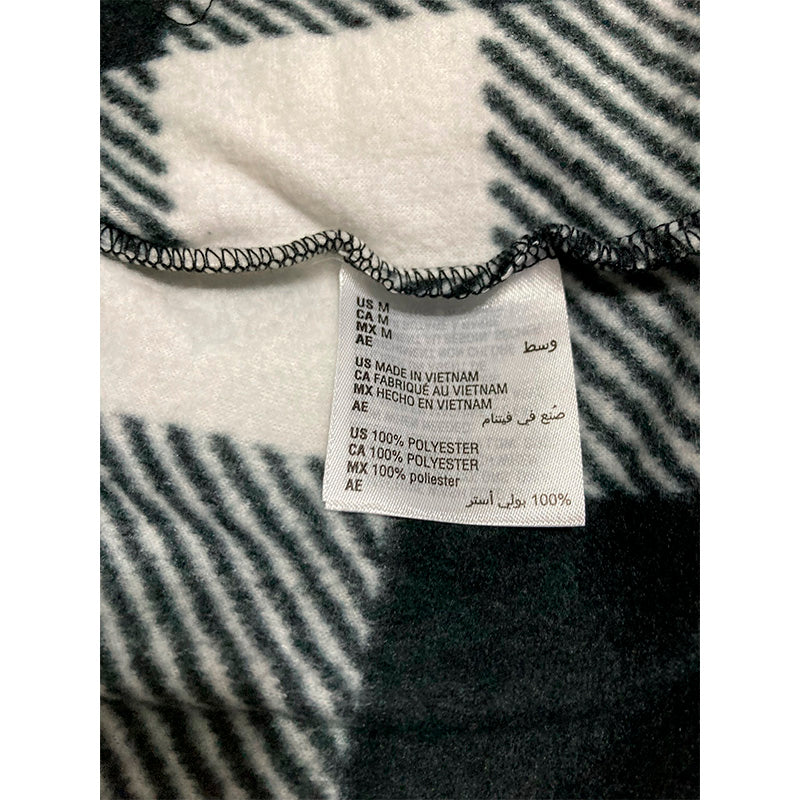 US M
CA M
MX M
AE وسط
US MADE IN VIETNAM
CA FABRIQUÉ AU VIETNAM
MX HECHO EN VIETNAM
AE صُنع في فيتنام
US 100% POLYESTER
CA 100% POLYESTER
MX 100% poliester
AE 100% بولي أستر